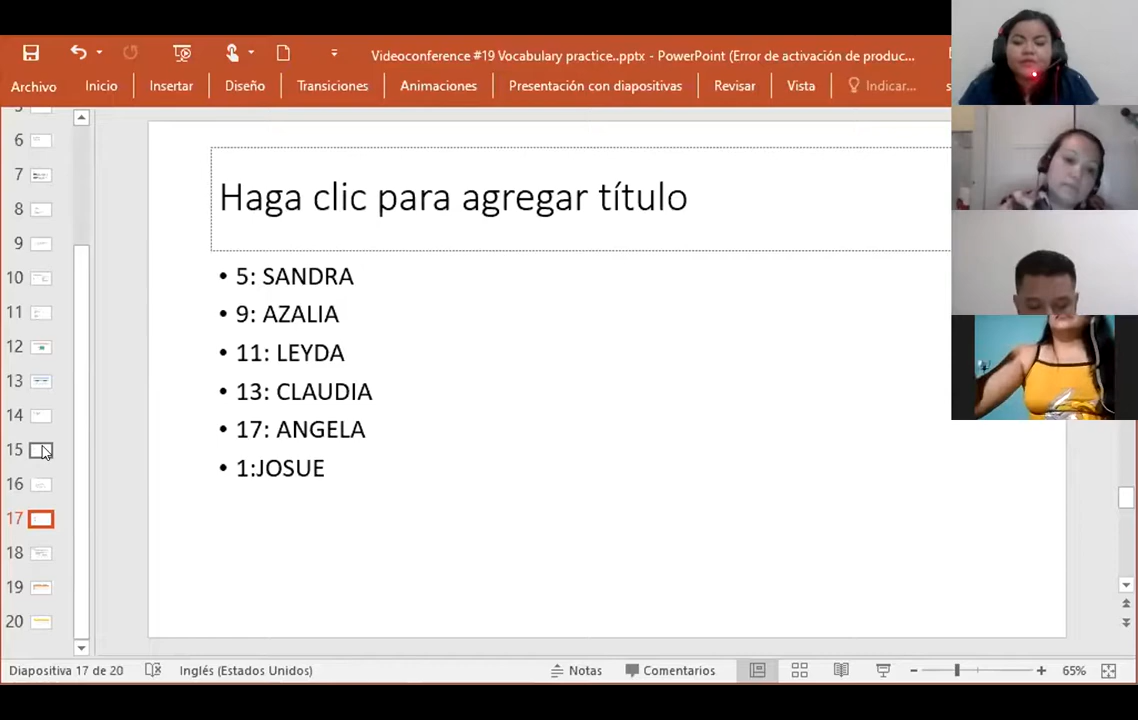 Videoconference #19 Vocabulary practice..pptx - PowerPoint (Error de activación de produc...
Archivo Inicio Insertar Diseño Transiciones Animaciones Presentación con diapositivas Revisar Vista Indicar... s
6
7
8
9
10
11
12
13
14
15
16
17
18
19
20
Haga clic para agregar título
• 5: SANDRA
• 9: AZALIA
• 11: LEYDA
• 13: CLAUDIA
• 17: ANGELA
• 1:JOSUE
Diapositiva 17 de 20 Inglés (Estados Unidos) Notas Comentarios 65%